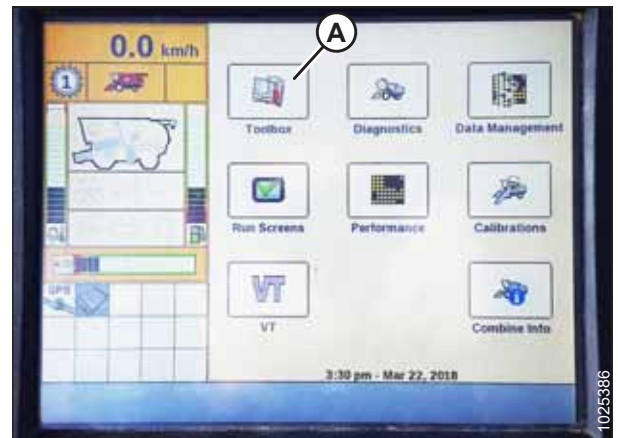 0.0 km/h
A
1
Toolbox
Diagnostics
Data Management
Run Screens
Performance
Calibrations
GPS
VT
VT
Combine Info
3:30 pm - Mar 22, 2018
1025386